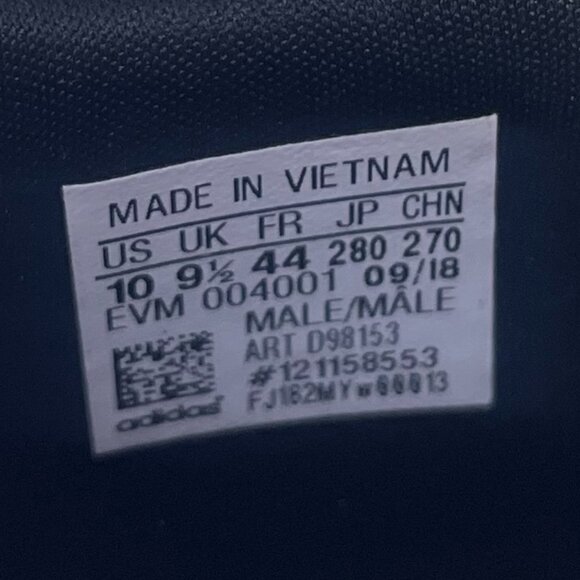 MADE IN VIETNAM
US UK FR JP CHN
10 9½ 44 280 270
EVM 004001 09/18
MALE/MÂLE
ART D98153
#121158553
adidas